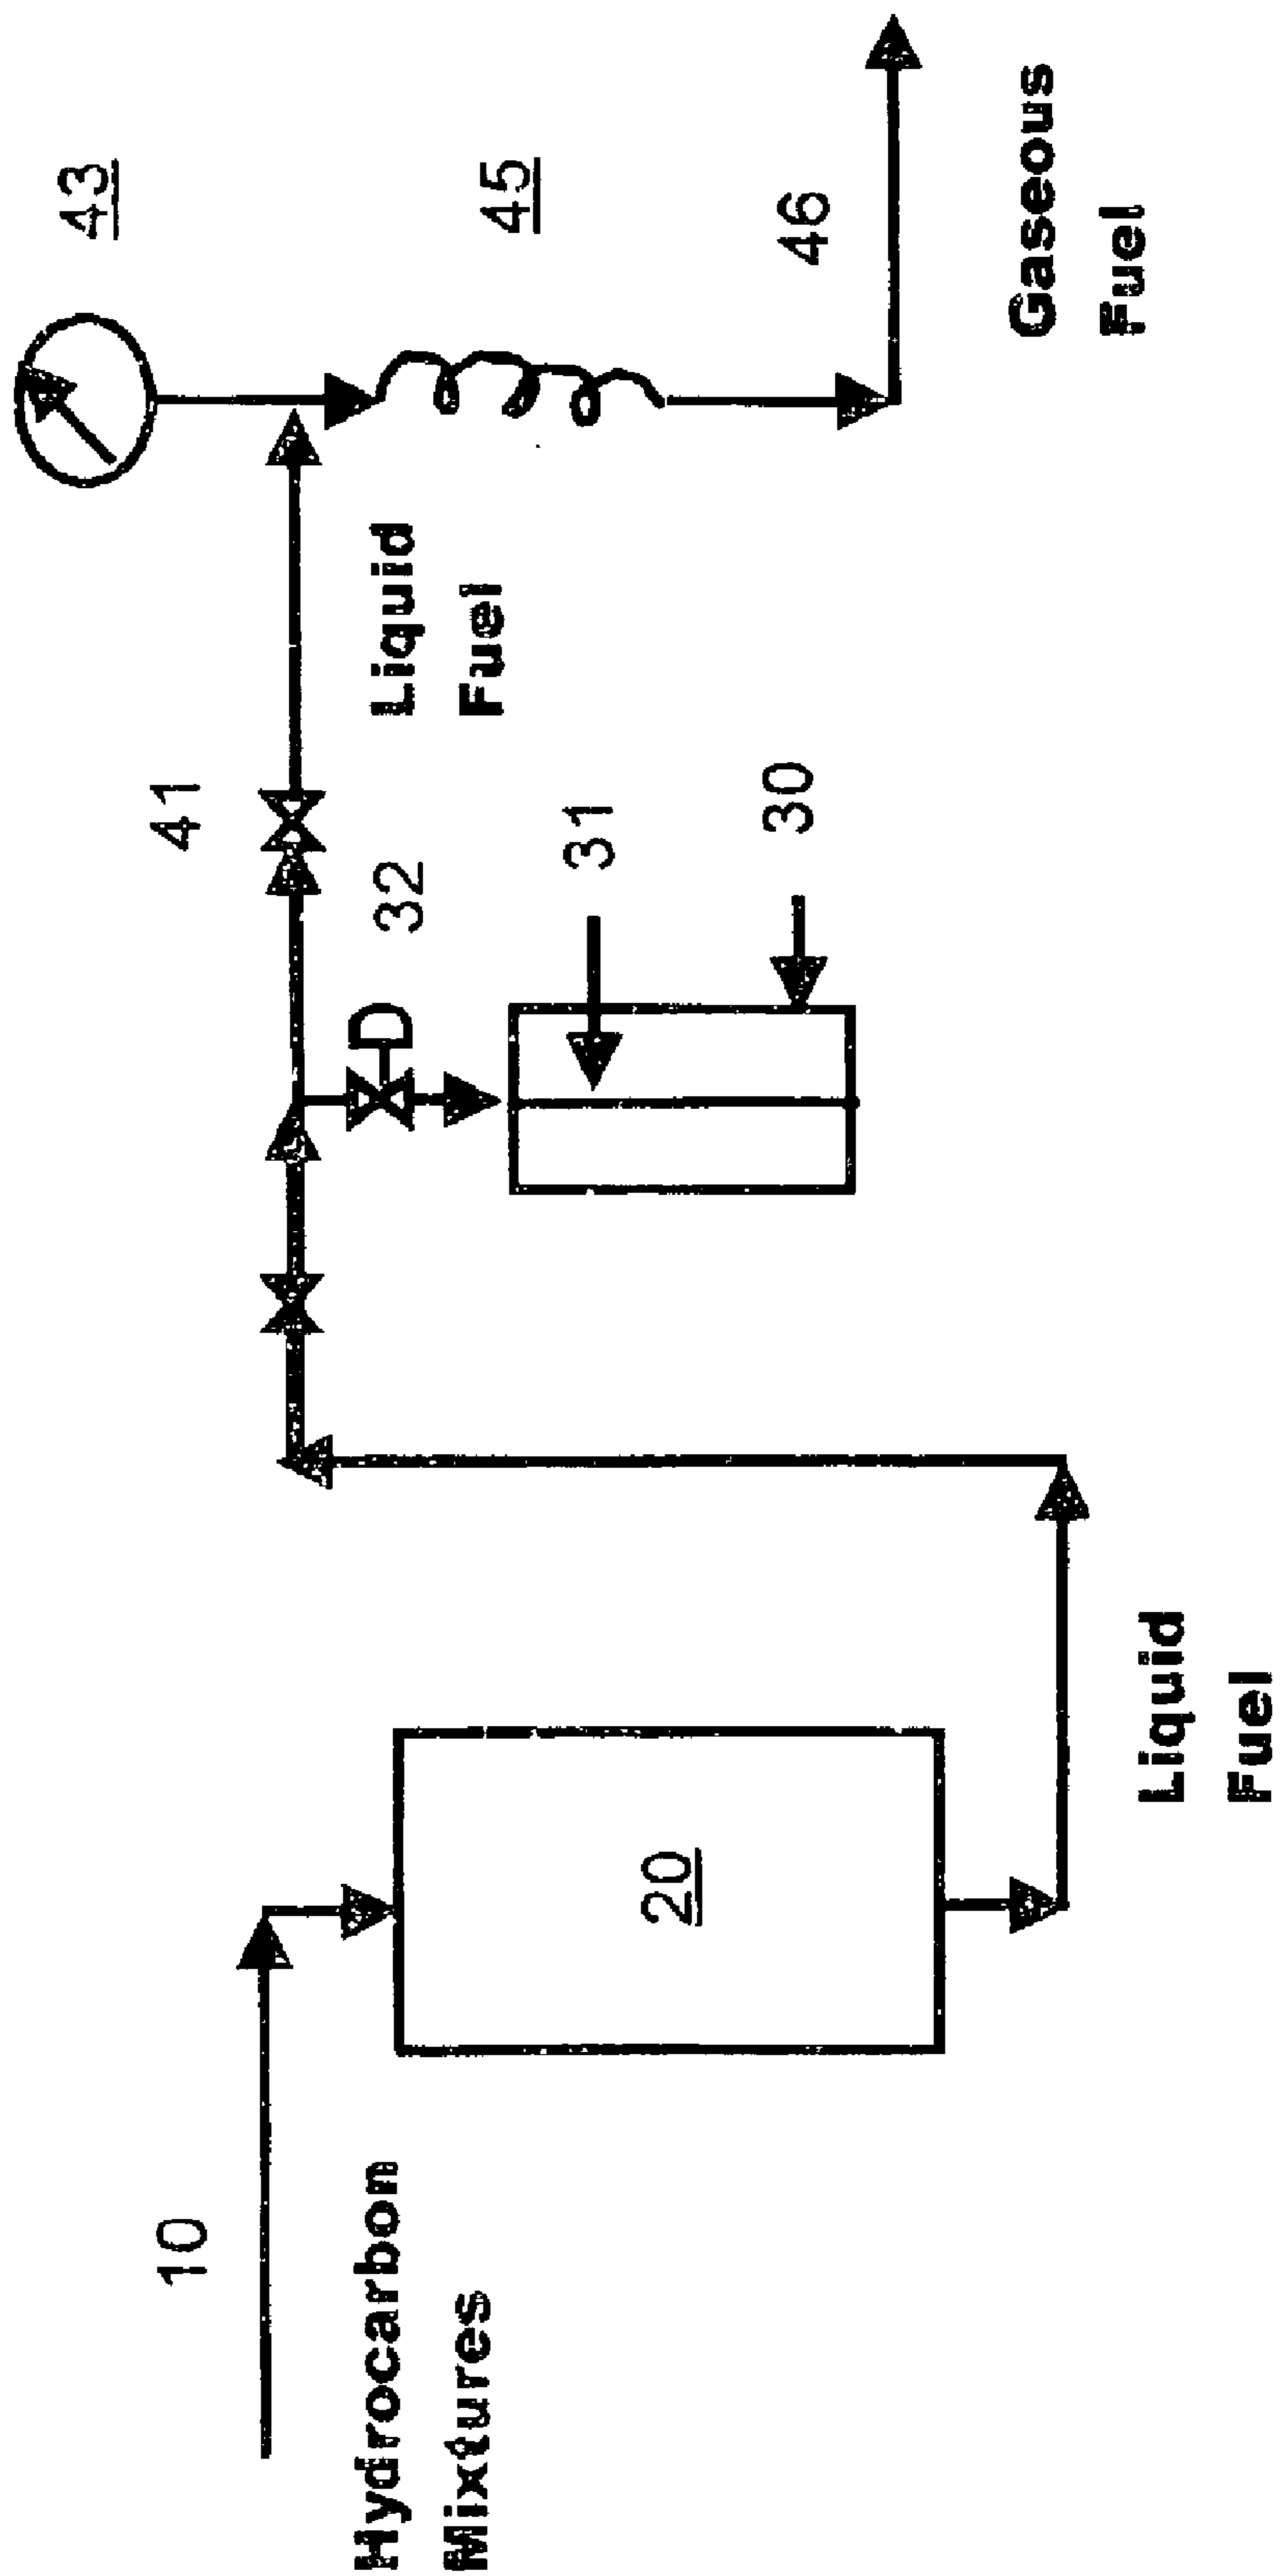 10
Hydrocarbon
Mixtures
20
Liquid
Fuel
D
32
31
30
41
Liquid
Fuel
43
45
46
Gaseous
Fuel